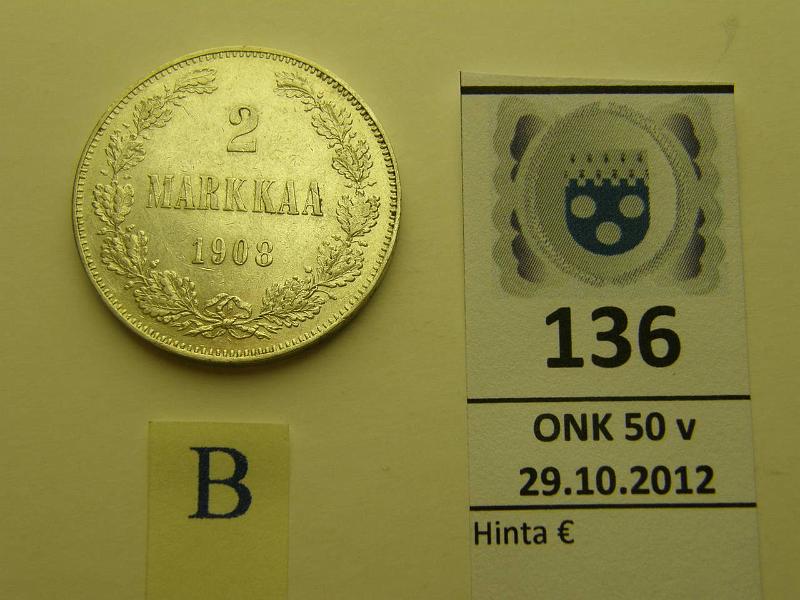 2
MARKKAA
1908
B
136
ONK 50 v
29.10.2012
Hinta €